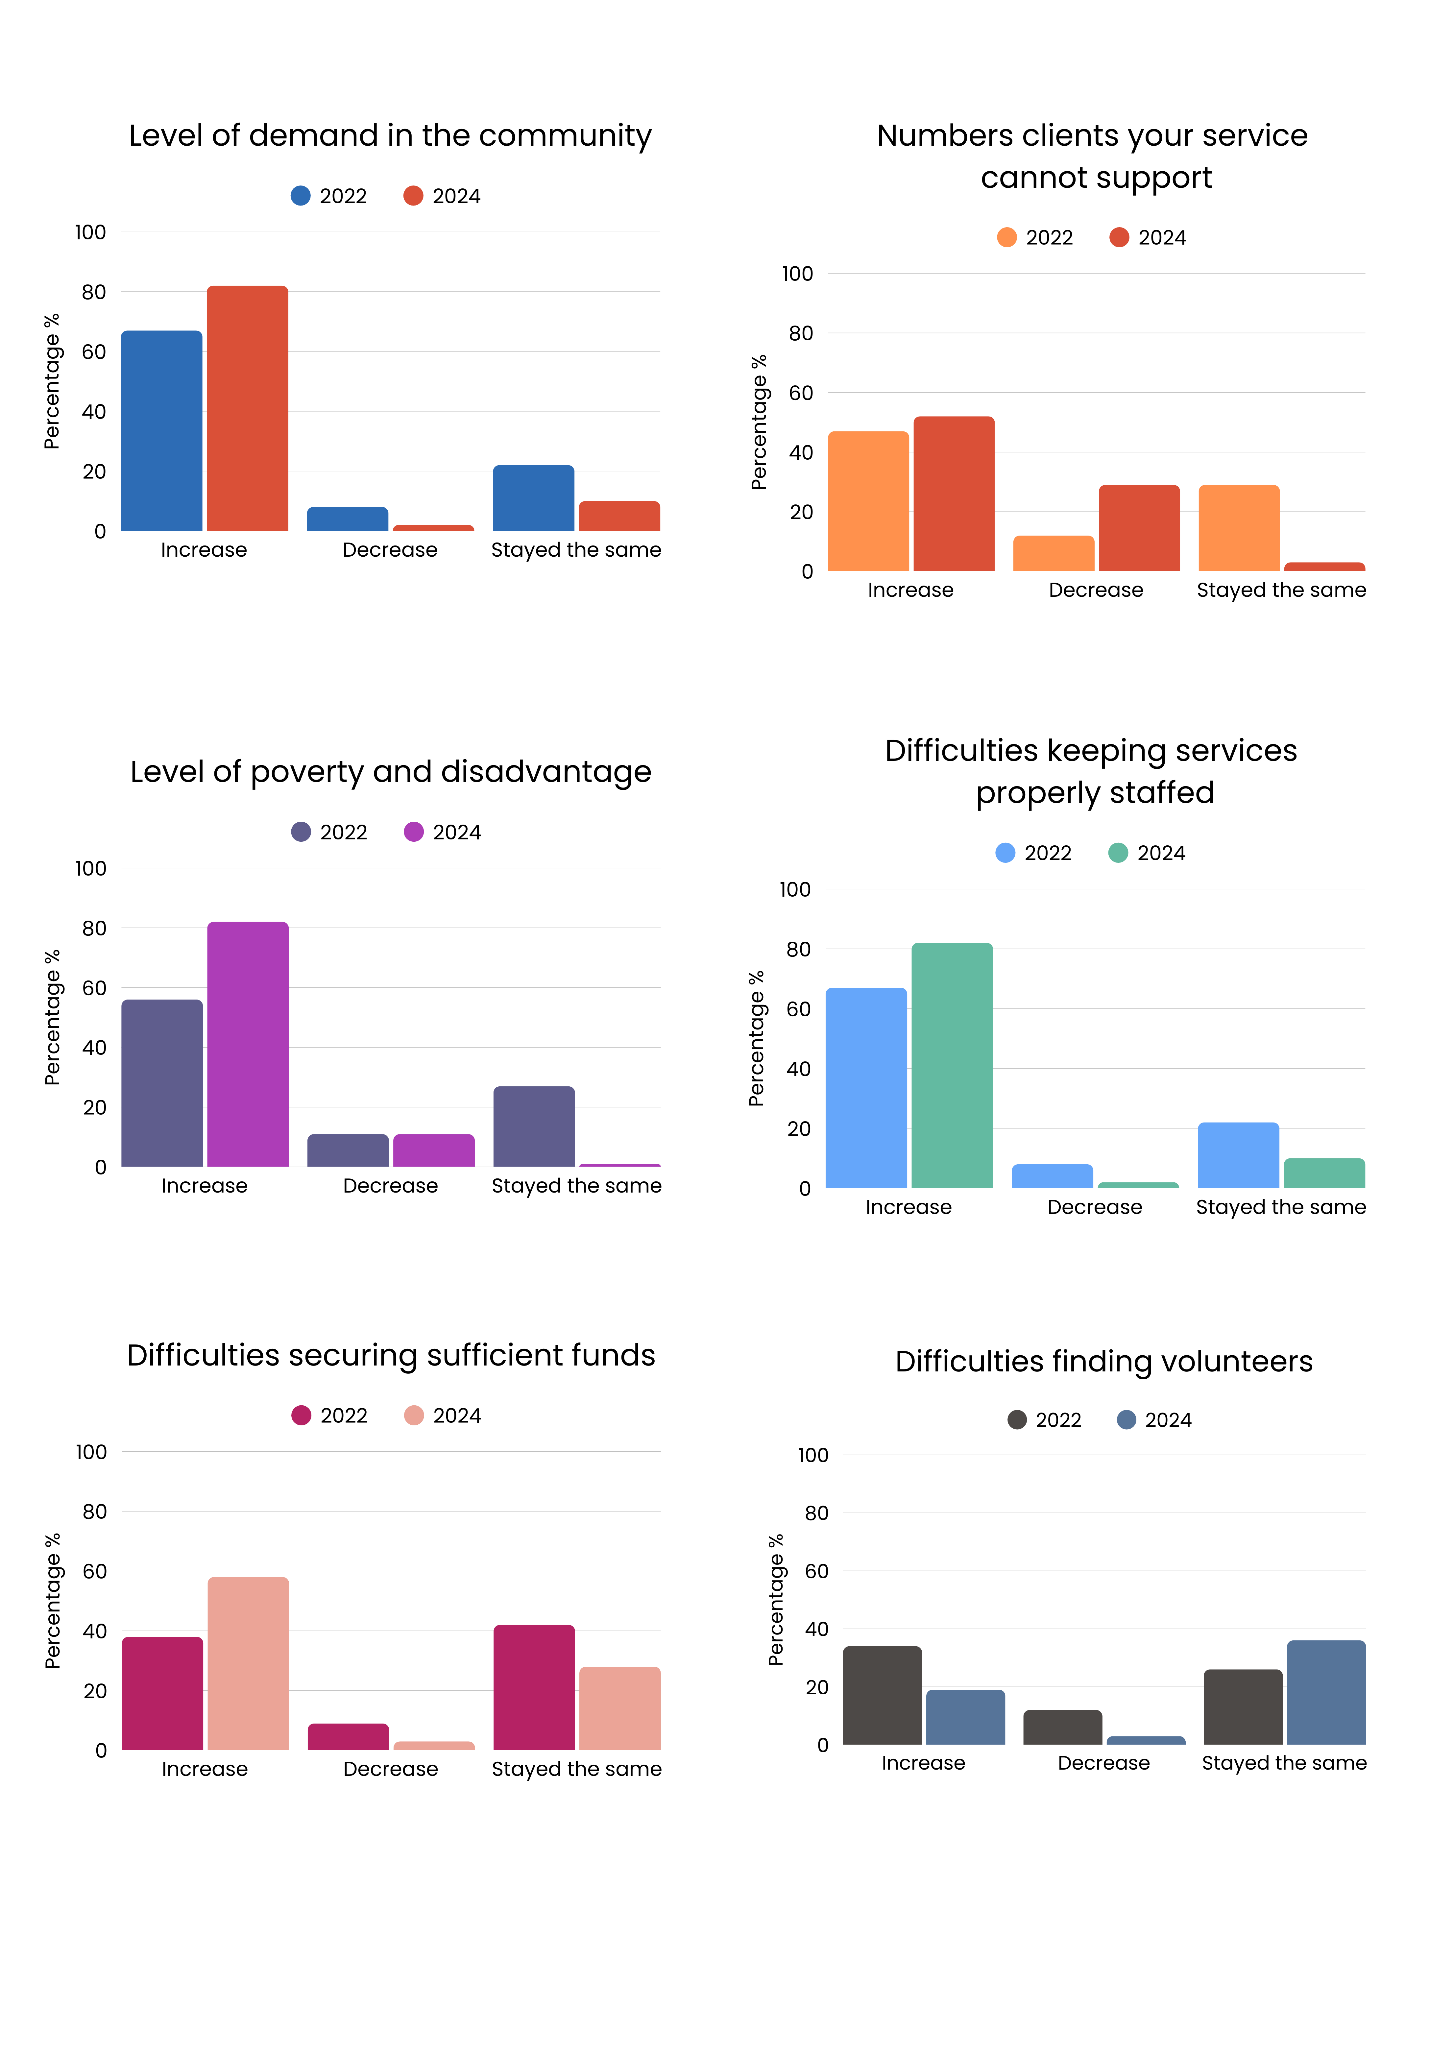 Level of demand in the community
2022 2024
100
80
60
40
20
0
Percentage %
Increase Decrease Stayed the same
Numbers clients your service
cannot support
2022 2024
100
80
60
40
20
0
Percentage %
Increase Decrease Stayed the same
Level of poverty and disadvantage
2022 2024
100
80
60
40
20
0
Percentage %
Increase Decrease Stayed the same
Difficulties keeping services
properly staffed
2022 2024
100
80
60
40
20
0
Percentage %
Increase Decrease Stayed the same
Difficulties securing sufficient funds
2022 2024
100
80
60
40
20
0
Percentage %
Increase Decrease Stayed the same
Difficulties finding volunteers
2022 2024
100
80
60
40
20
0
Percentage %
Increase Decrease Stayed the same